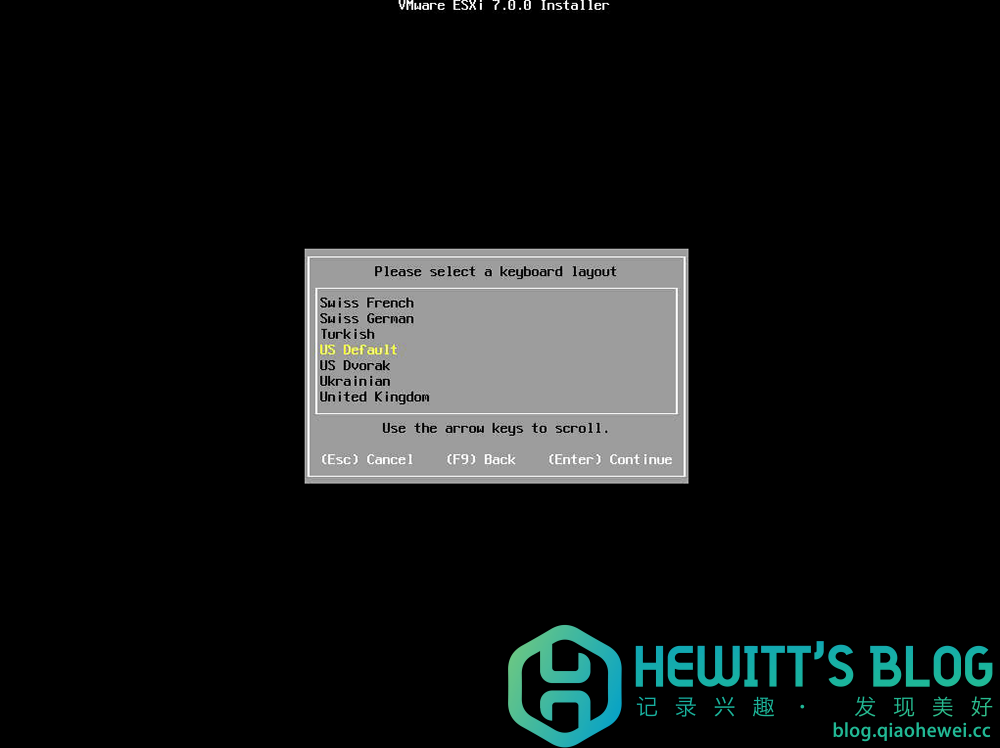 VMware ESXi 7.0.0 Installer
Please select a keyboard layout
Swiss French
Swiss German
Turkish
US Default
US Dvorak
Ukrainian
United Kingdom
Use the arrow keys to scroll.
(Esc) Cancel (F9) Back (Enter) Continue
HEWITT'S BLOG
记录兴趣 · 发现美好
blog.qiaohewei.cc